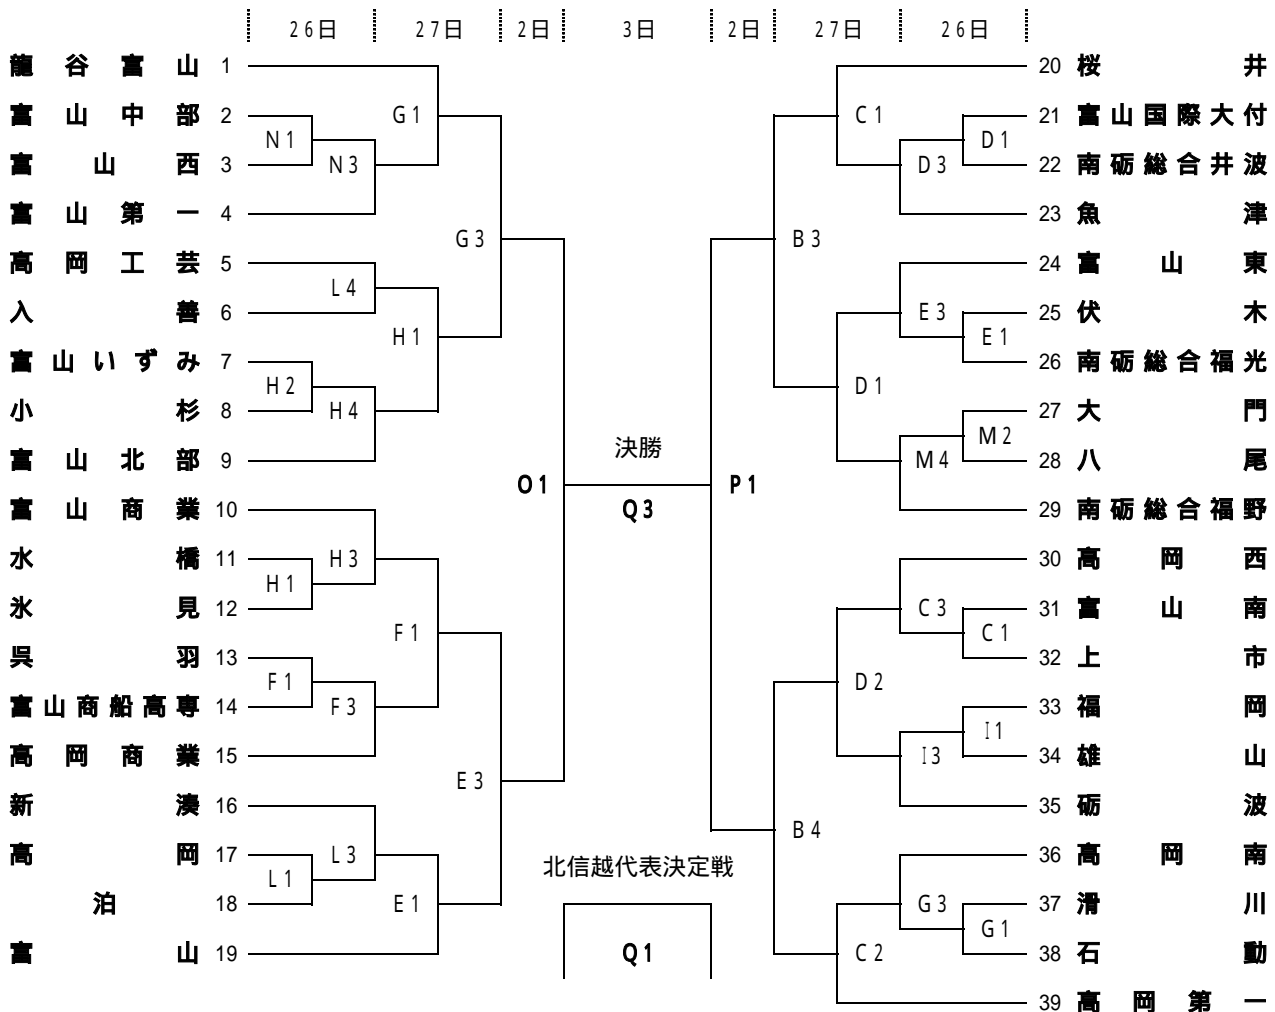 26日 27日 2日 3日 2日 27日 26日
龍谷富山 1 20 桜井
G1 C1
富山中部 2 21 富山国際大付
N1 D1
富山西 3 N3 D3 22 南砺総合井波
富山第一 4 23 魚津
G3 B3
高岡工芸 5 24 富山東
L4
入善 6 E3 25 伏木
H1 E1
富山いずみ 7 26 南砺総合福光
H2 D1
小杉 8 H4 27 大門
決勝 M2
富山北部 9 M4 28 八尾
O1 P1
富山商業 10 Q3 29 南砺総合福野
水橋 11 H3 30 高岡西
H1
氷見 12 C3 31 富山南
F1 C1
呉羽 13 32 上市
F1 D2
富山商船高専 14 F3 33 福岡
I1
高岡商業 15 I3 34 雄山
E3
新湊 16 35 砺波
B4
高岡 17 L3 北信越代表決定戦 36 高岡南
L1
泊 18 E1 G3 37 滑川
G1
富山 19 Q1 C2 38 石動
39 高岡第一